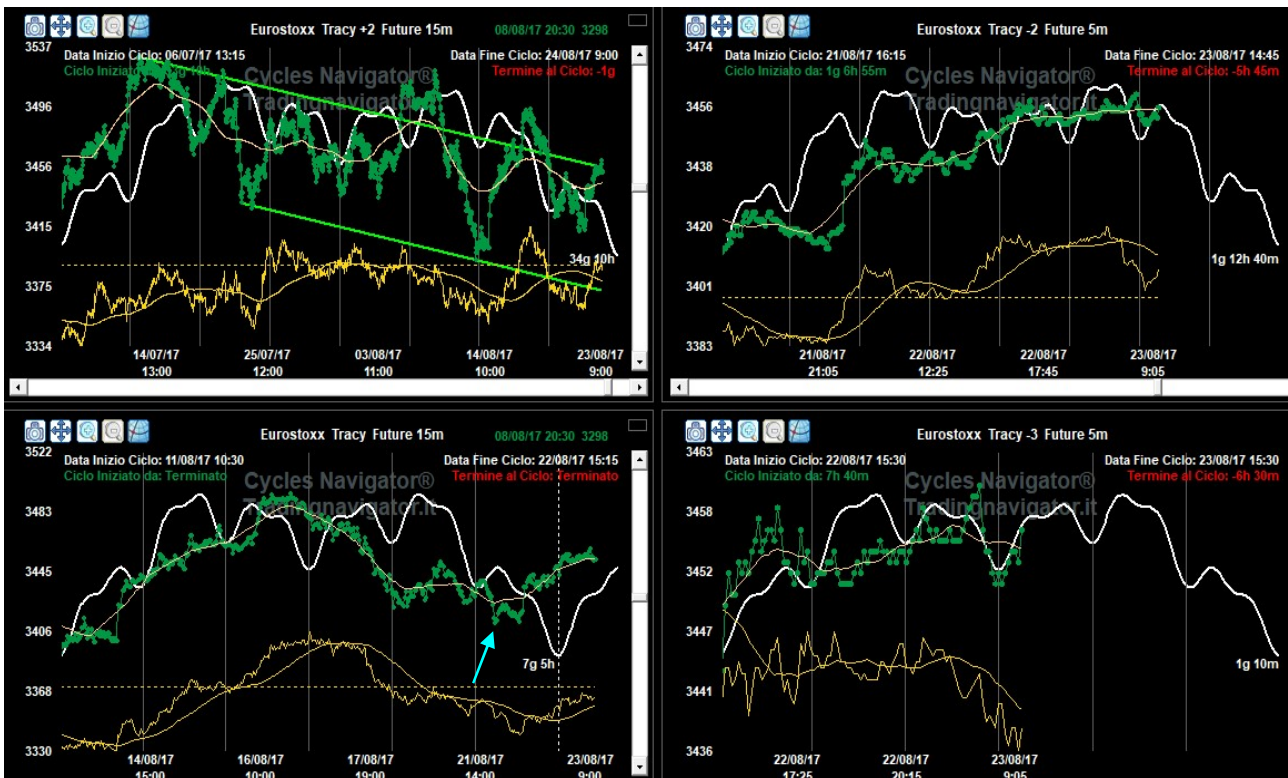 Eurostoxx Tracy +2 Future 15m
08/08/17 20:30 3298
3537
3496
3456
3415
3375
3334
Data Inizio Ciclo: 06/07/17 13:15
Data Fine Ciclo: 24/08/17 9:00
Ciclo Iniziato
Termine al Ciclo: -1g
Cycles Navigator®
Tradingnavigator.it
34g 10h
14/07/17 25/07/17 03/08/17 14/08/17 23/08/17
13:00 12:00 11:00 10:00 9:00
Eurostoxx Tracy -2 Future 5m
3474
3456
3438
3420
3401
3383
Data Inizio Ciclo: 21/08/17 16:15
Data Fine Ciclo: 23/08/17 14:45
Ciclo Iniziato da: 1g 6h 55m
Termine al Ciclo: -5h 45m
Cycles Navigator®
Tradingnavigator.it
1g 12h 40m
21/08/17 22/08/17 22/08/17 23/08/17
21:05 12:25 17:45 9:05
Eurostoxx Tracy Future 15m
08/08/17 20:30 3298
3522
3483
3445
3406
3368
3330
Data Inizio Ciclo: 11/08/17 10:30
Data Fine Ciclo: 22/08/17 15:15
Ciclo Iniziato da: Terminato
Termine al Ciclo: Terminato
Cycles Navigator®
Tradingnavigator.it
7g 5h
14/08/17 16/08/17 17/08/17 21/08/17 23/08/17
15:00 10:00 19:00 14:00 9:00
Eurostoxx Tracy -3 Future 5m
3463
3458
3452
3447
3441
3436
Data Inizio Ciclo: 22/08/17 15:30
Data Fine Ciclo: 23/08/17 15:30
Ciclo Iniziato da: 7h 40m
Termine al Ciclo: -6h 30m
Cycles Navigator®
Tradingnavigator.it
1g 10m
22/08/17 22/08/17 23/08/17
17:35 20:15 9:05